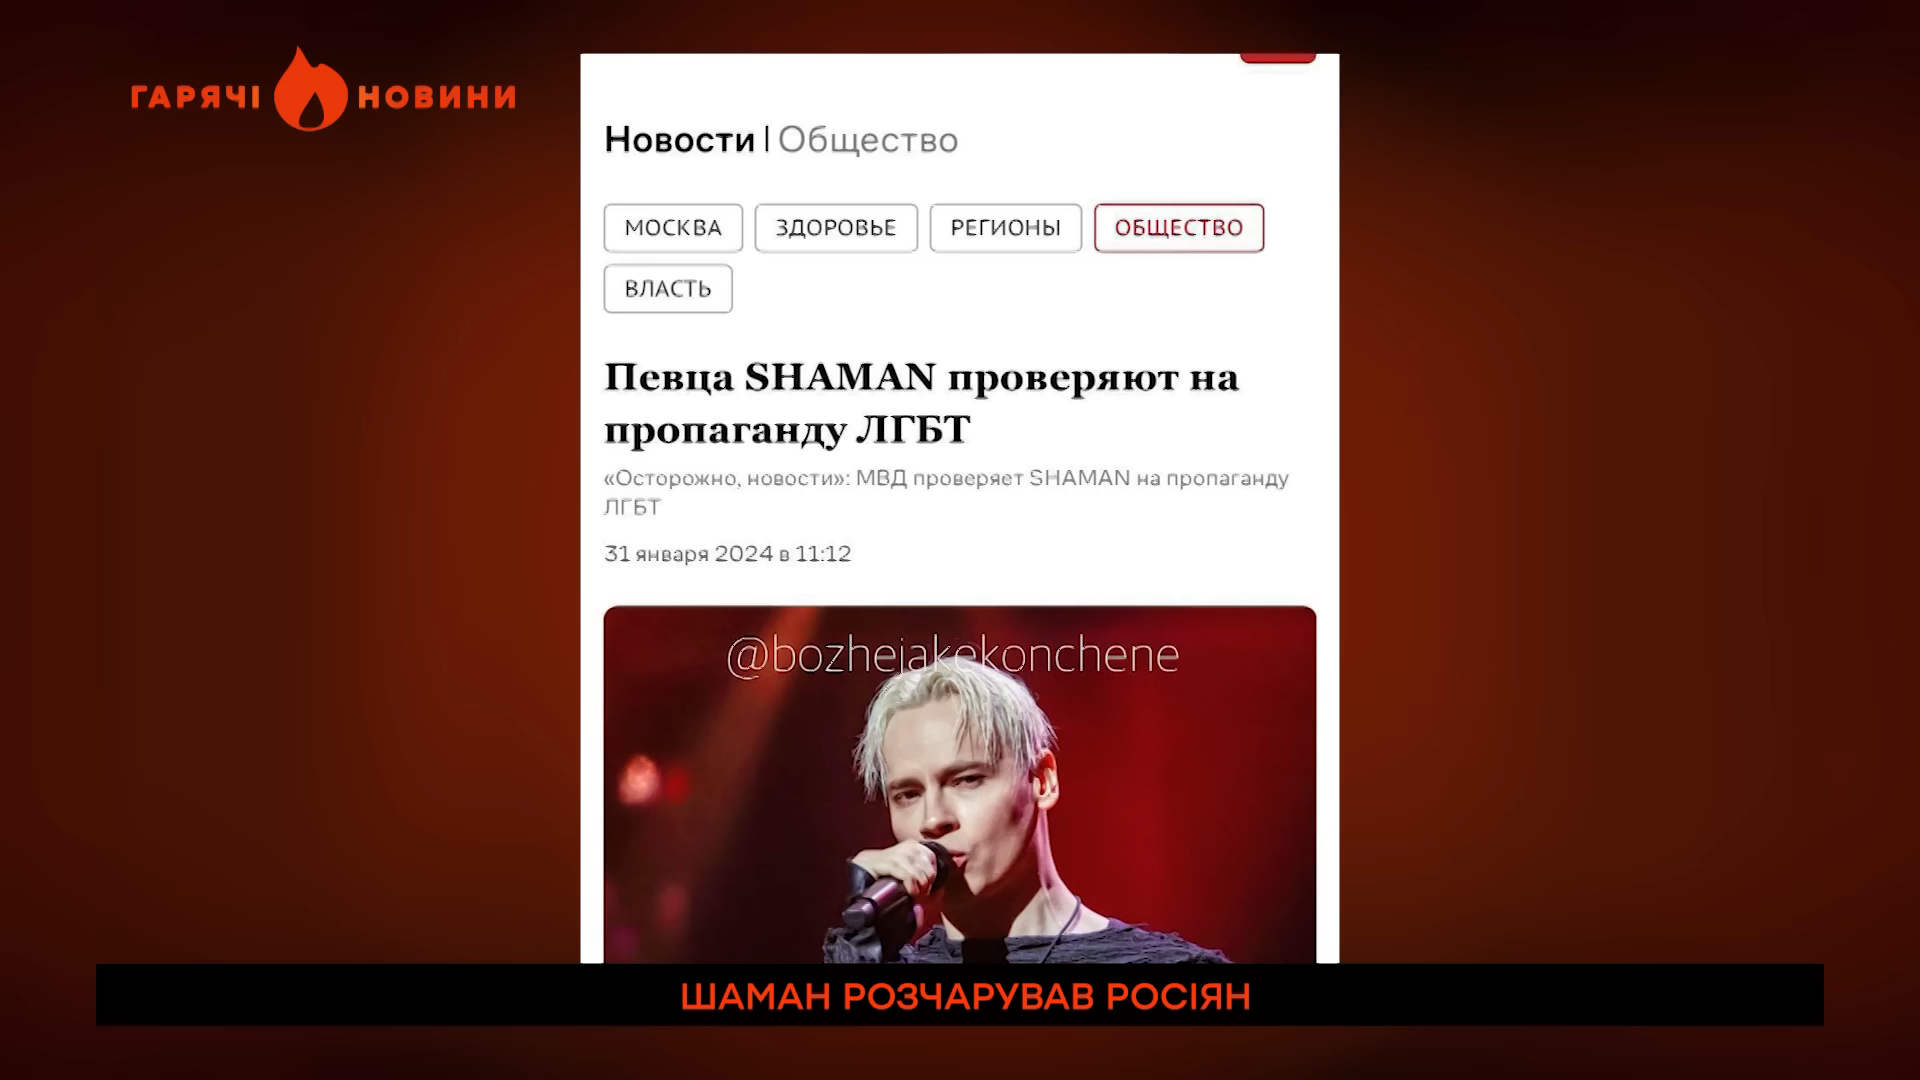 ГАРЯЧІ НОВИНИ
Новости | Общество
МОСКВА ЗДОРОВЬЕ РЕГИОНЫ ОБЩЕСТВО
ВЛАСТЬ
Певца SHAMAN проверяют на
пропаганду ЛГБТ
«Осторожно, новости»: МВД проверяет SHAMAN на пропаганду
ЛГБТ
31 января 2024 в 11:12
@bozhejakekonchene
ШАМАН РОЗЧАРУВАВ РОСІЯН